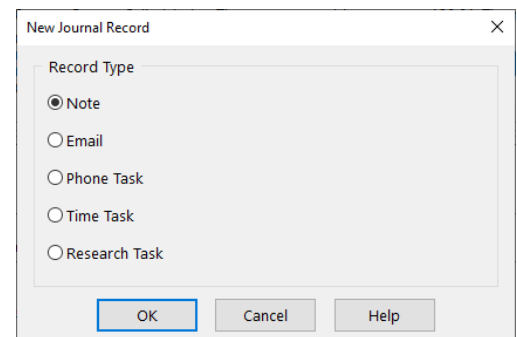 New Journal Record
Record Type
Note
Email
Phone Task
Time Task
Research Task
OK Cancel Help